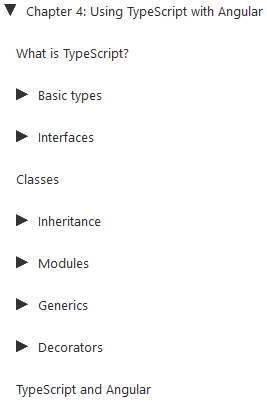 Chapter 4: Using TypeScript with Angular
What is TypeScript?
Basic types
Interfaces
Classes
Inheritance
Modules
Generics
Decorators
TypeScript and Angular